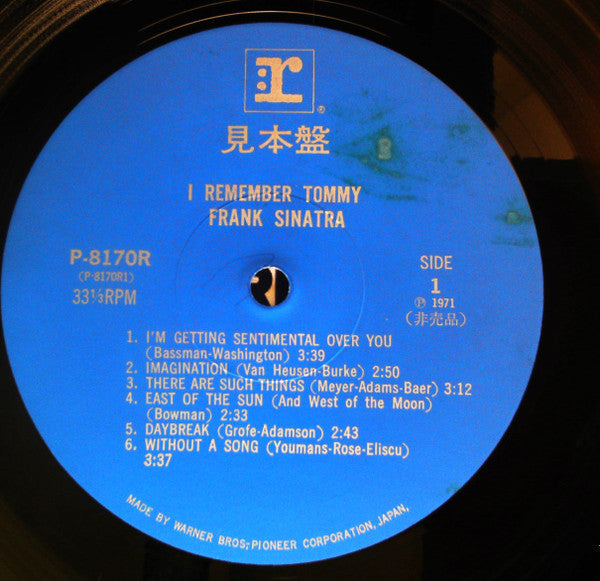 r
®
見本盤
I REMEMBER TOMMY
FRANK SINATRA
P-8170R
(P-8170R1)
33⅓RPM
SIDE
1
Ⓟ 1971
(非売品)
1. I'M GETTING SENTIMENTAL OVER YOU
(Bassman-Washington) 3:39
2. IMAGINATION (Van Heusen-Burke) 2:50
3. THERE ARE SUCH THINGS (Meyer-Adams-Baer) 3:12
4. EAST OF THE SUN (And West of the Moon)
(Bowman) 2:33
5. DAYBREAK (Grofe-Adamson) 2:43
6. WITHOUT A SONG (Youmans-Rose-Eliscu)
3:37
MADE BY WARNER BROS; PIONEER CORPORATION, JAPAN,